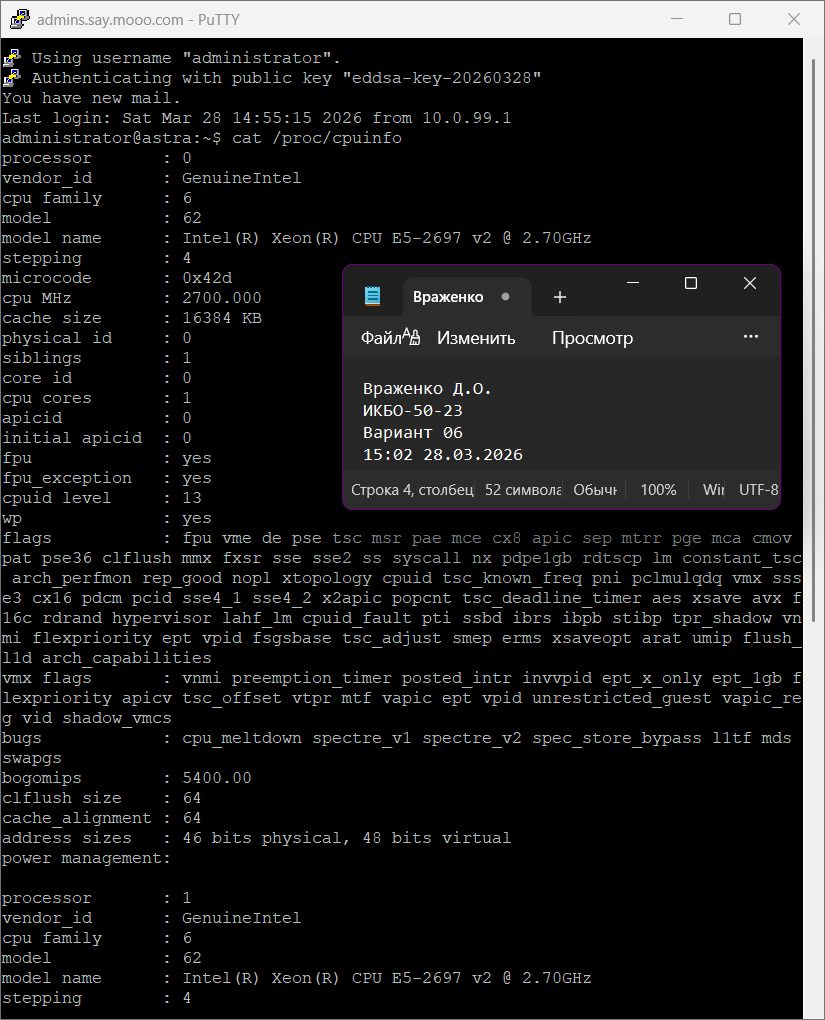 admins.say.mooo.com - PuTTY
Using username "administrator".
Authenticating with public key "eddsa-key-20260328"
You have new mail.
Last login: Sat Mar 28 14:55:15 2026 from 10.0.99.1
administrator@astra:~$ cat /proc/cpuinfo
processor : 0
vendor_id : GenuineIntel
cpu family : 6
model : 62
model name : Intel(R) Xeon(R) CPU E5-2697 v2 @ 2.70GHz
stepping : 4
microcode : 0x42d
cpu MHz : 2700.000
cache size : 16384 KB
physical id : 0
siblings : 1
core id : 0
cpu cores : 1
apicid : 0
initial apicid : 0
fpu : yes
fpu_exception : yes
cpuid level : 13
wp : yes
flags : fpu vme de pse tsc msr pae mce cx8 apic sep mtrr pge mca cmov
pat pse36 clflush mmx fxsr sse sse2 ss syscall nx pdpe1gb rdtscp lm constant_tsc
arch_perfmon rep_good nopl xtopology cpuid tsc_known_freq pni pclmulqdq vmx sss
e3 cx16 pdcm pcid sse4_1 sse4_2 x2apic popcnt tsc_deadline_timer aes xsave avx f
16c rdrand hypervisor lahf_lm cpuid_fault pti ssbd ibrs ibpb stibp tpr_shadow vn
mi flexpriority ept vpid fsgsbase tsc_adjust smep erms xsaveopt arat umip flush_
l1d arch_capabilities
vmx flags : vnmi preemption_timer posted_intr invvpid ept_x_only ept_1gb f
lexpriority apicv tsc_offset vtpr mtf vapic ept vpid unrestricted_guest vapic_re
g vid shadow_vmcs
bugs : cpu_meltdown spectre_v1 spectre_v2 spec_store_bypass l1tf mds
swapgs
bogomips : 5400.00
clflush size : 64
cache_alignment : 64
address sizes : 46 bits physical, 48 bits virtual
power management:
processor : 1
vendor_id : GenuineIntel
cpu family : 6
model : 62
model name : Intel(R) Xeon(R) CPU E5-2697 v2 @ 2.70GHz
stepping : 4
Враженко
Файл Изменить Просмотр
Враженко Д.О.
ИКБО-50-23
Вариант 06
15:02 28.03.2026
Строка 4, столбец 52 символа Обычн 100% Win UTF-8